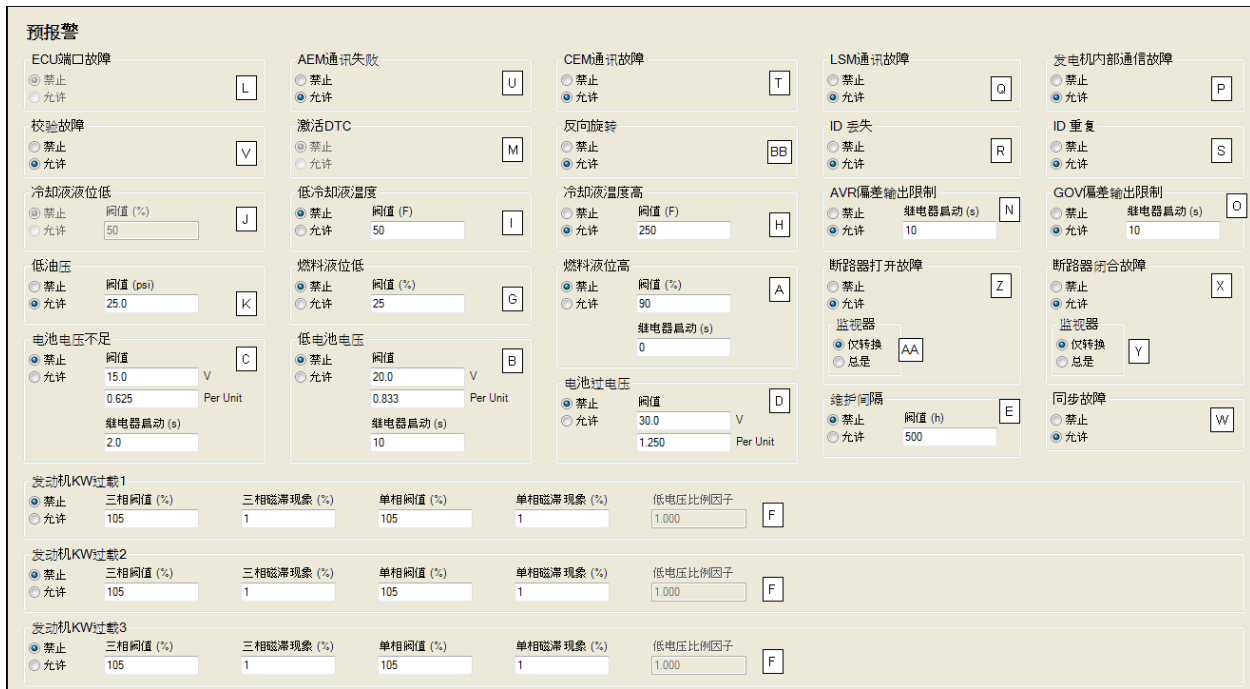 预报警
ECU端口故障
禁止
允许
L
AEM通讯失败
禁止
允许
U
CEM通讯故障
禁止
允许
T
LSM通讯故障
禁止
允许
Q
发电机内部通信故障
禁止
允许
P
校验故障
禁止
允许
V
激活DTC
禁止
允许
M
反向旋转
禁止
允许
BB
ID 丢失
禁止
允许
R
ID 重复
禁止
允许
S
冷却液液位低
禁止 阀值 (%)
允许 50
J
低冷却液温度
禁止 阀值 (F)
允许 50
I
冷却液温度高
禁止 阀值 (F)
允许 250
H
AVR偏差输出限制
禁止 继电器启动 (s)
允许 10
N
GOV偏差输出限制
禁止 继电器启动 (s)
允许 10
O
低油压
禁止 阀值 (psi)
允许 25.0
K
燃料液位低
禁止 阀值 (%)
允许 25
G
燃料液位高
禁止 阀值 (%)
允许 90
A
继电器启动 (s)
0
断路器打开故障
禁止
允许
Z
监视器
仅转换
总是
AA
断路器闭合故障
禁止
允许
X
监视器
仅转换
总是
Y
电池电压不足
禁止 阀值
允许 15.0 V
0.625 Per Unit
继电器启动 (s)
2.0
C
低电池电压
禁止 阀值
允许 20.0 V
0.833 Per Unit
继电器启动 (s)
10
B
电池过电压
禁止 阀值
允许 30.0 V
1.250 Per Unit
D
维护间隔
禁止 阀值 (h)
允许 500
E
同步故障
禁止
允许
W
发动机KW过载1
禁止 三相阀值 (%) 三相磁滞现象 (%) 单相阀值 (%) 单相磁滞现象 (%) 低电压比例因子
允许 105 1 105 1 1.000 F
发动机KW过载2
禁止 三相阀值 (%) 三相磁滞现象 (%) 单相阀值 (%) 单相磁滞现象 (%) 低电压比例因子
允许 105 1 105 1 1.000 F
发动机KW过载3
禁止 三相阀值 (%) 三相磁滞现象 (%) 单相阀值 (%) 单相磁滞现象 (%) 低电压比例因子
允许 105 1 105 1 1.000 F